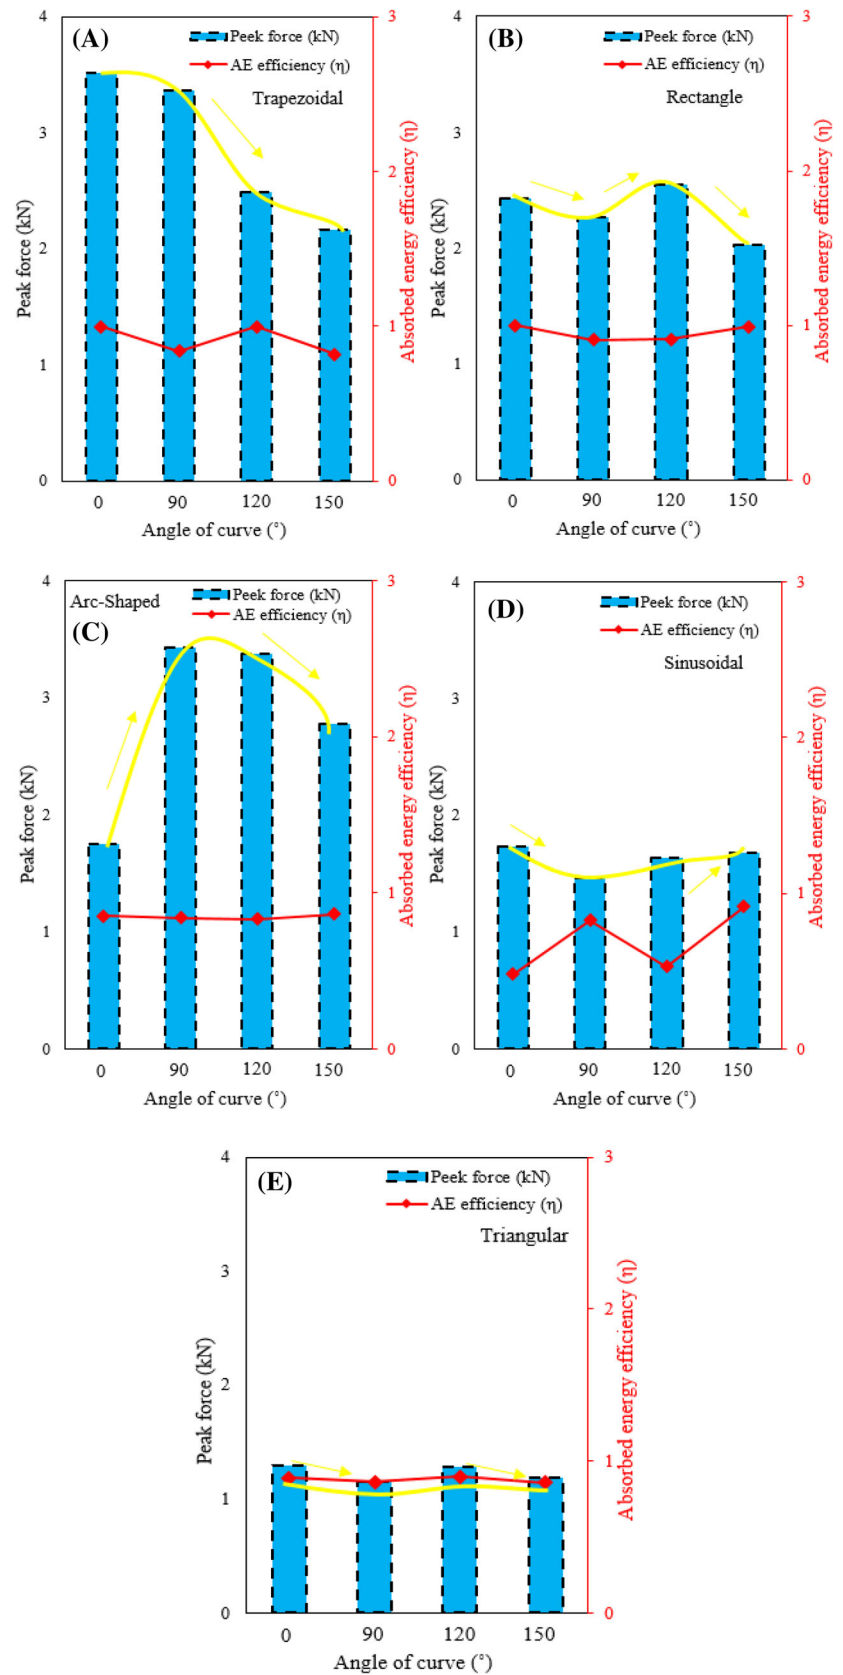 (A)
Peek force (kN)
AE efficiency (η)
Trapezoidal
4
3
2
1
0
Peak force (kN)
3
2
1
0
Absorbed energy efficiency (η)
0 90 120 150
Angle of curve (°)
(B)
Peek force (kN)
AE efficiency (η)
Rectangle
4
3
2
1
0
Peak force (kN)
3
2
1
0
Absorbed energy efficiency (η)
0 90 120 150
Angle of curve (°)
Arc-Shaped
(C)
Peek force (kN)
AE efficiency (η)
4
3
2
1
0
Peak force (kN)
3
2
1
0
Absorbed energy efficiency (η)
0 90 120 150
Angle of curve (°)
(D)
Peek force (kN)
AE efficiency (η)
Sinusoidal
4
3
2
1
0
Peak force (kN)
3
2
1
0
Absorbed energy efficiency (η)
0 90 120 150
Angle of curve (°)
(E)
Peek force (kN)
AE efficiency (η)
Triangular
4
3
2
1
0
Peak force (kN)
3
2
1
0
Absorbed energy efficiency (η)
0 90 120 150
Angle of curve (°)